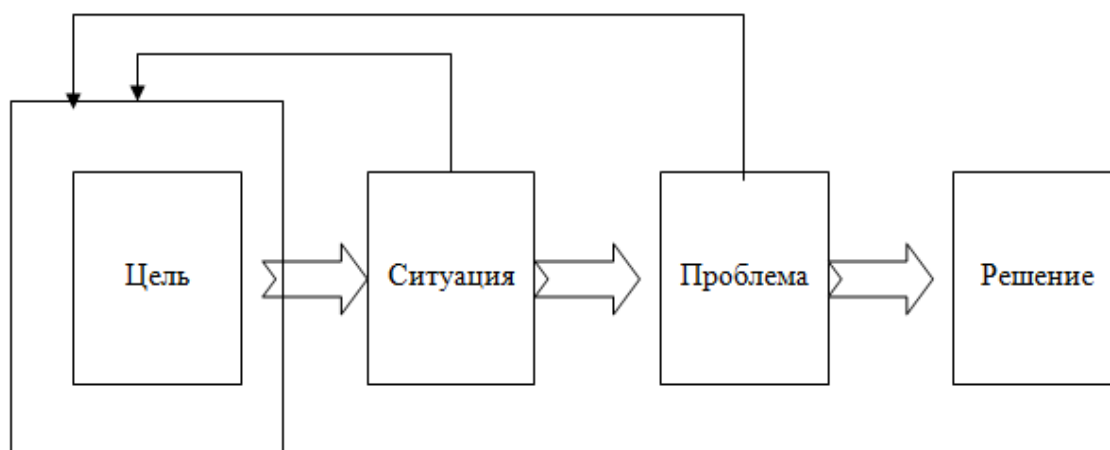 Цель
Ситуация
Проблема
Решение